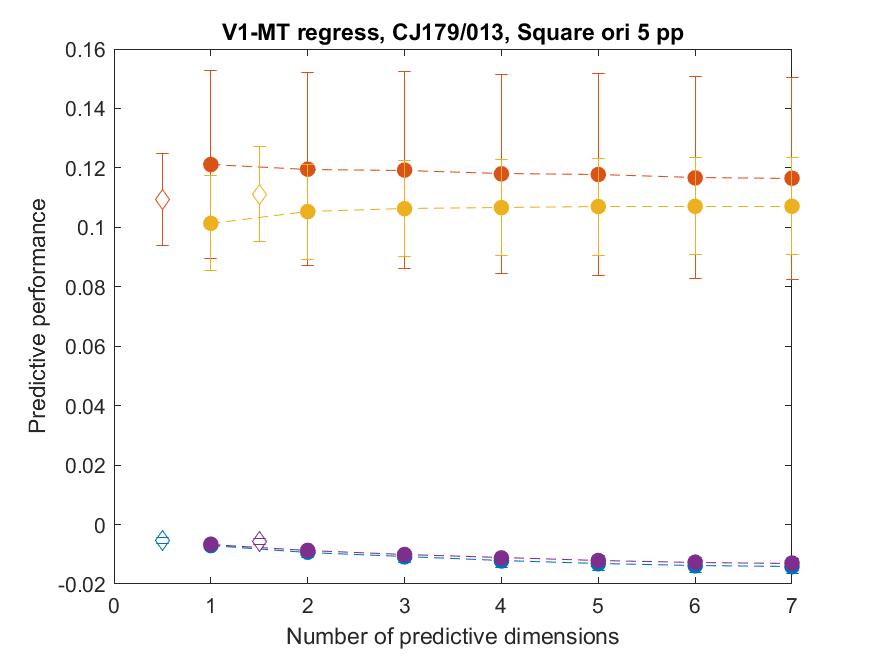 V1-MT regress, CJ179/013, Square ori 5 pp
0.16
0.14
0.12
0.1
0.08
0.06
0.04
0.02
0
-0.02
Predictive performance
0 1 2 3 4 5 6 7
Number of predictive dimensions